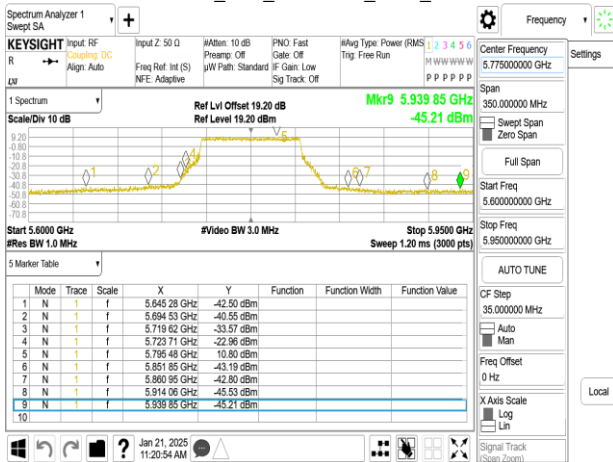 Spectrum Analyzer 1
Swept SA
+
Frequency
KEYSIGHT
R
LXI
Input: RF
Coupling: DC
Align: Auto
Input Z: 50 Ω
Freq Ref: Int (S)
NFE: Adaptive
#Atten: 10 dB
Preamp: Off
µW Path: Standard
PNO: Fast
Gate: Off
IF Gain: Low
Sig Track: Off
#Avg Type: Power (RMS
Trig: Free Run
1 2 3 4 5 6
M W W W W W
P P P P P P
1 Spectrum
Scale/Div 10 dB
Ref Lvl Offset 19.20 dB
Ref Level 19.20 dBm
Mkr9 5.939 85 GHz
-45.21 dBm
9.20
-0.80
-10.8
-20.8
-30.8
-40.8
-50.8
-60.8
-70.8
1
2
4
5
6
7
8
9
Start 5.6000 GHz
#Res BW 1.0 MHz
#Video BW 3.0 MHz
Stop 5.9500 GHz
Sweep 1.20 ms (3000 pts)
5 Marker Table
Mode Trace Scale X Y Function Function Width Function Value
1 N 1 f 5.645 28 GHz -42.50 dBm
2 N 1 f 5.694 53 GHz -40.55 dBm
3 N 1 f 5.719 62 GHz -33.57 dBm
4 N 1 f 5.723 71 GHz -22.96 dBm
5 N 1 f 5.795 48 GHz 10.80 dBm
6 N 1 f 5.851 85 GHz -43.19 dBm
7 N 1 f 5.860 95 GHz -42.80 dBm
8 N 1 f 5.914 06 GHz -45.53 dBm
9 N 1 f 5.939 85 GHz -45.21 dBm
10
?
Jan 21, 2025
11:20:54 AM
Center Frequency
5.775000000 GHz
Span
350.000000 MHz
Swept Span
Zero Span
Full Span
Start Freq
5.600000000 GHz
Stop Freq
5.950000000 GHz
AUTO TUNE
CF Step
35.000000 MHz
Auto
Man
Freq Offset
0 Hz
X Axis Scale
Log
Lin
Signal Track
(Span Zoom)
Settings
Local